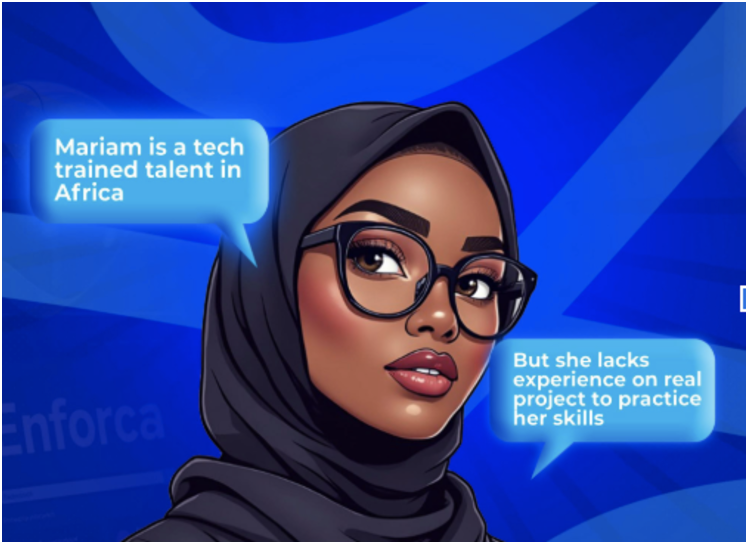 Mariam is a tech
trained talent in
Africa
But she lacks
experience on real
project to practice
her skills
Enforca